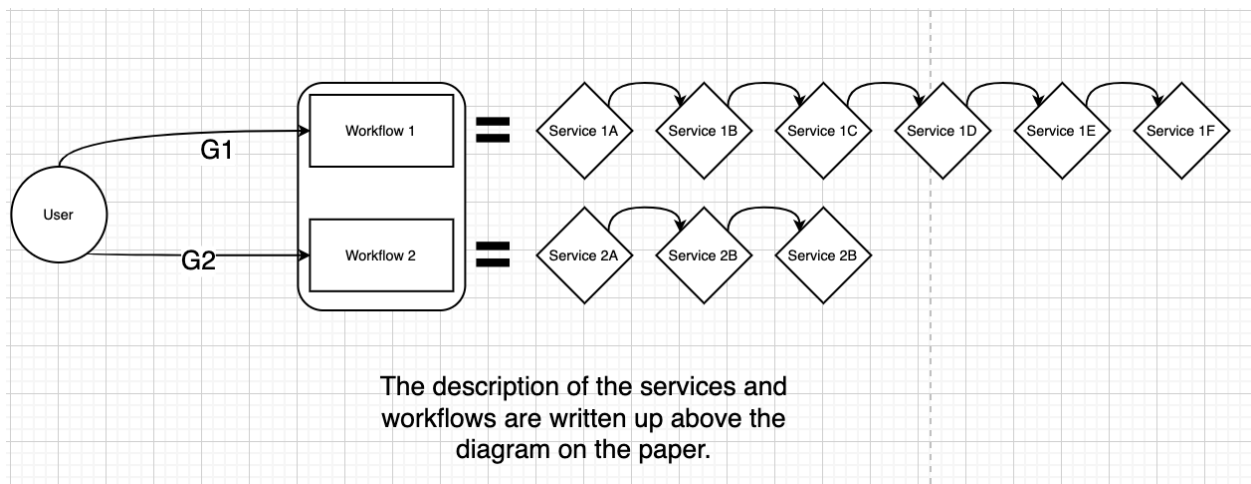 Workflow 1
Service 1A
Service 1B
Service 1C
Service 1D
Service 1E
Service 1F
G1
User
Workflow 2
Service 2A
Service 2B
Service 2B
G2
The description of the services and
workflows are written up above the
diagram on the paper.